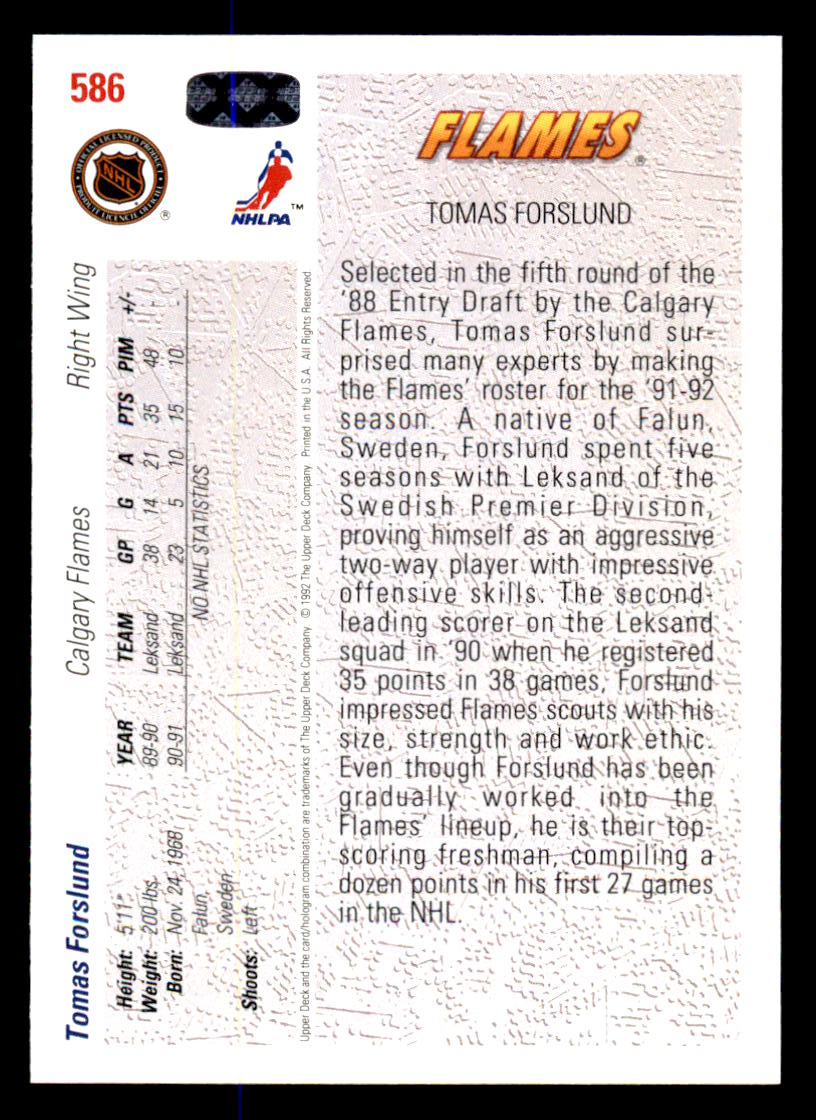 586
OFFICIAL LICENSED PRODUCT
NHL
PRODUIT LICENCIÉ OFFICIEL
®
NHLPA
™
FLAMES
®
TOMAS FORSLUND
Selected in the fifth round of the
'88 Entry Draft by the Calgary
Flames, Tomas Forslund sur-
prised many experts by making
the Flames' roster for the '91-92
season. A native of Falun,
Sweden, Forslund spent five
seasons with Leksand of the
Swedish Premier Division,
proving himself as an aggressive
two-way player with impressive
offensive skills. The second-
leading scorer on the Leksand
squad in '90 when he registered
35 points in 38 games, Forslund
impressed Flames scouts with his
size, strength and work ethic.
Even though Forslund has been
gradually worked into the
Flames' lineup, he is their top-
scoring freshman, compiling a
dozen points in his first 27 games
in the NHL.
Tomas Forslund Calgary Flames Right Wing
Height: 5'11"
Weight: 200 lbs.
Born: Nov. 24, 1968
Falun,
Sweden
Shoots: Left
YEAR TEAM GP G A PTS PIM +/-
89-90 Leksand 38 14 21 35 48 -
90-91 Leksand 23 5 10 15 10 -
NO NHL STATISTICS
Upper Deck and the card/hologram combination are trademarks of The Upper Deck Company. © 1992 The Upper Deck Company. Printed in the U.S.A. All Rights Reserved.